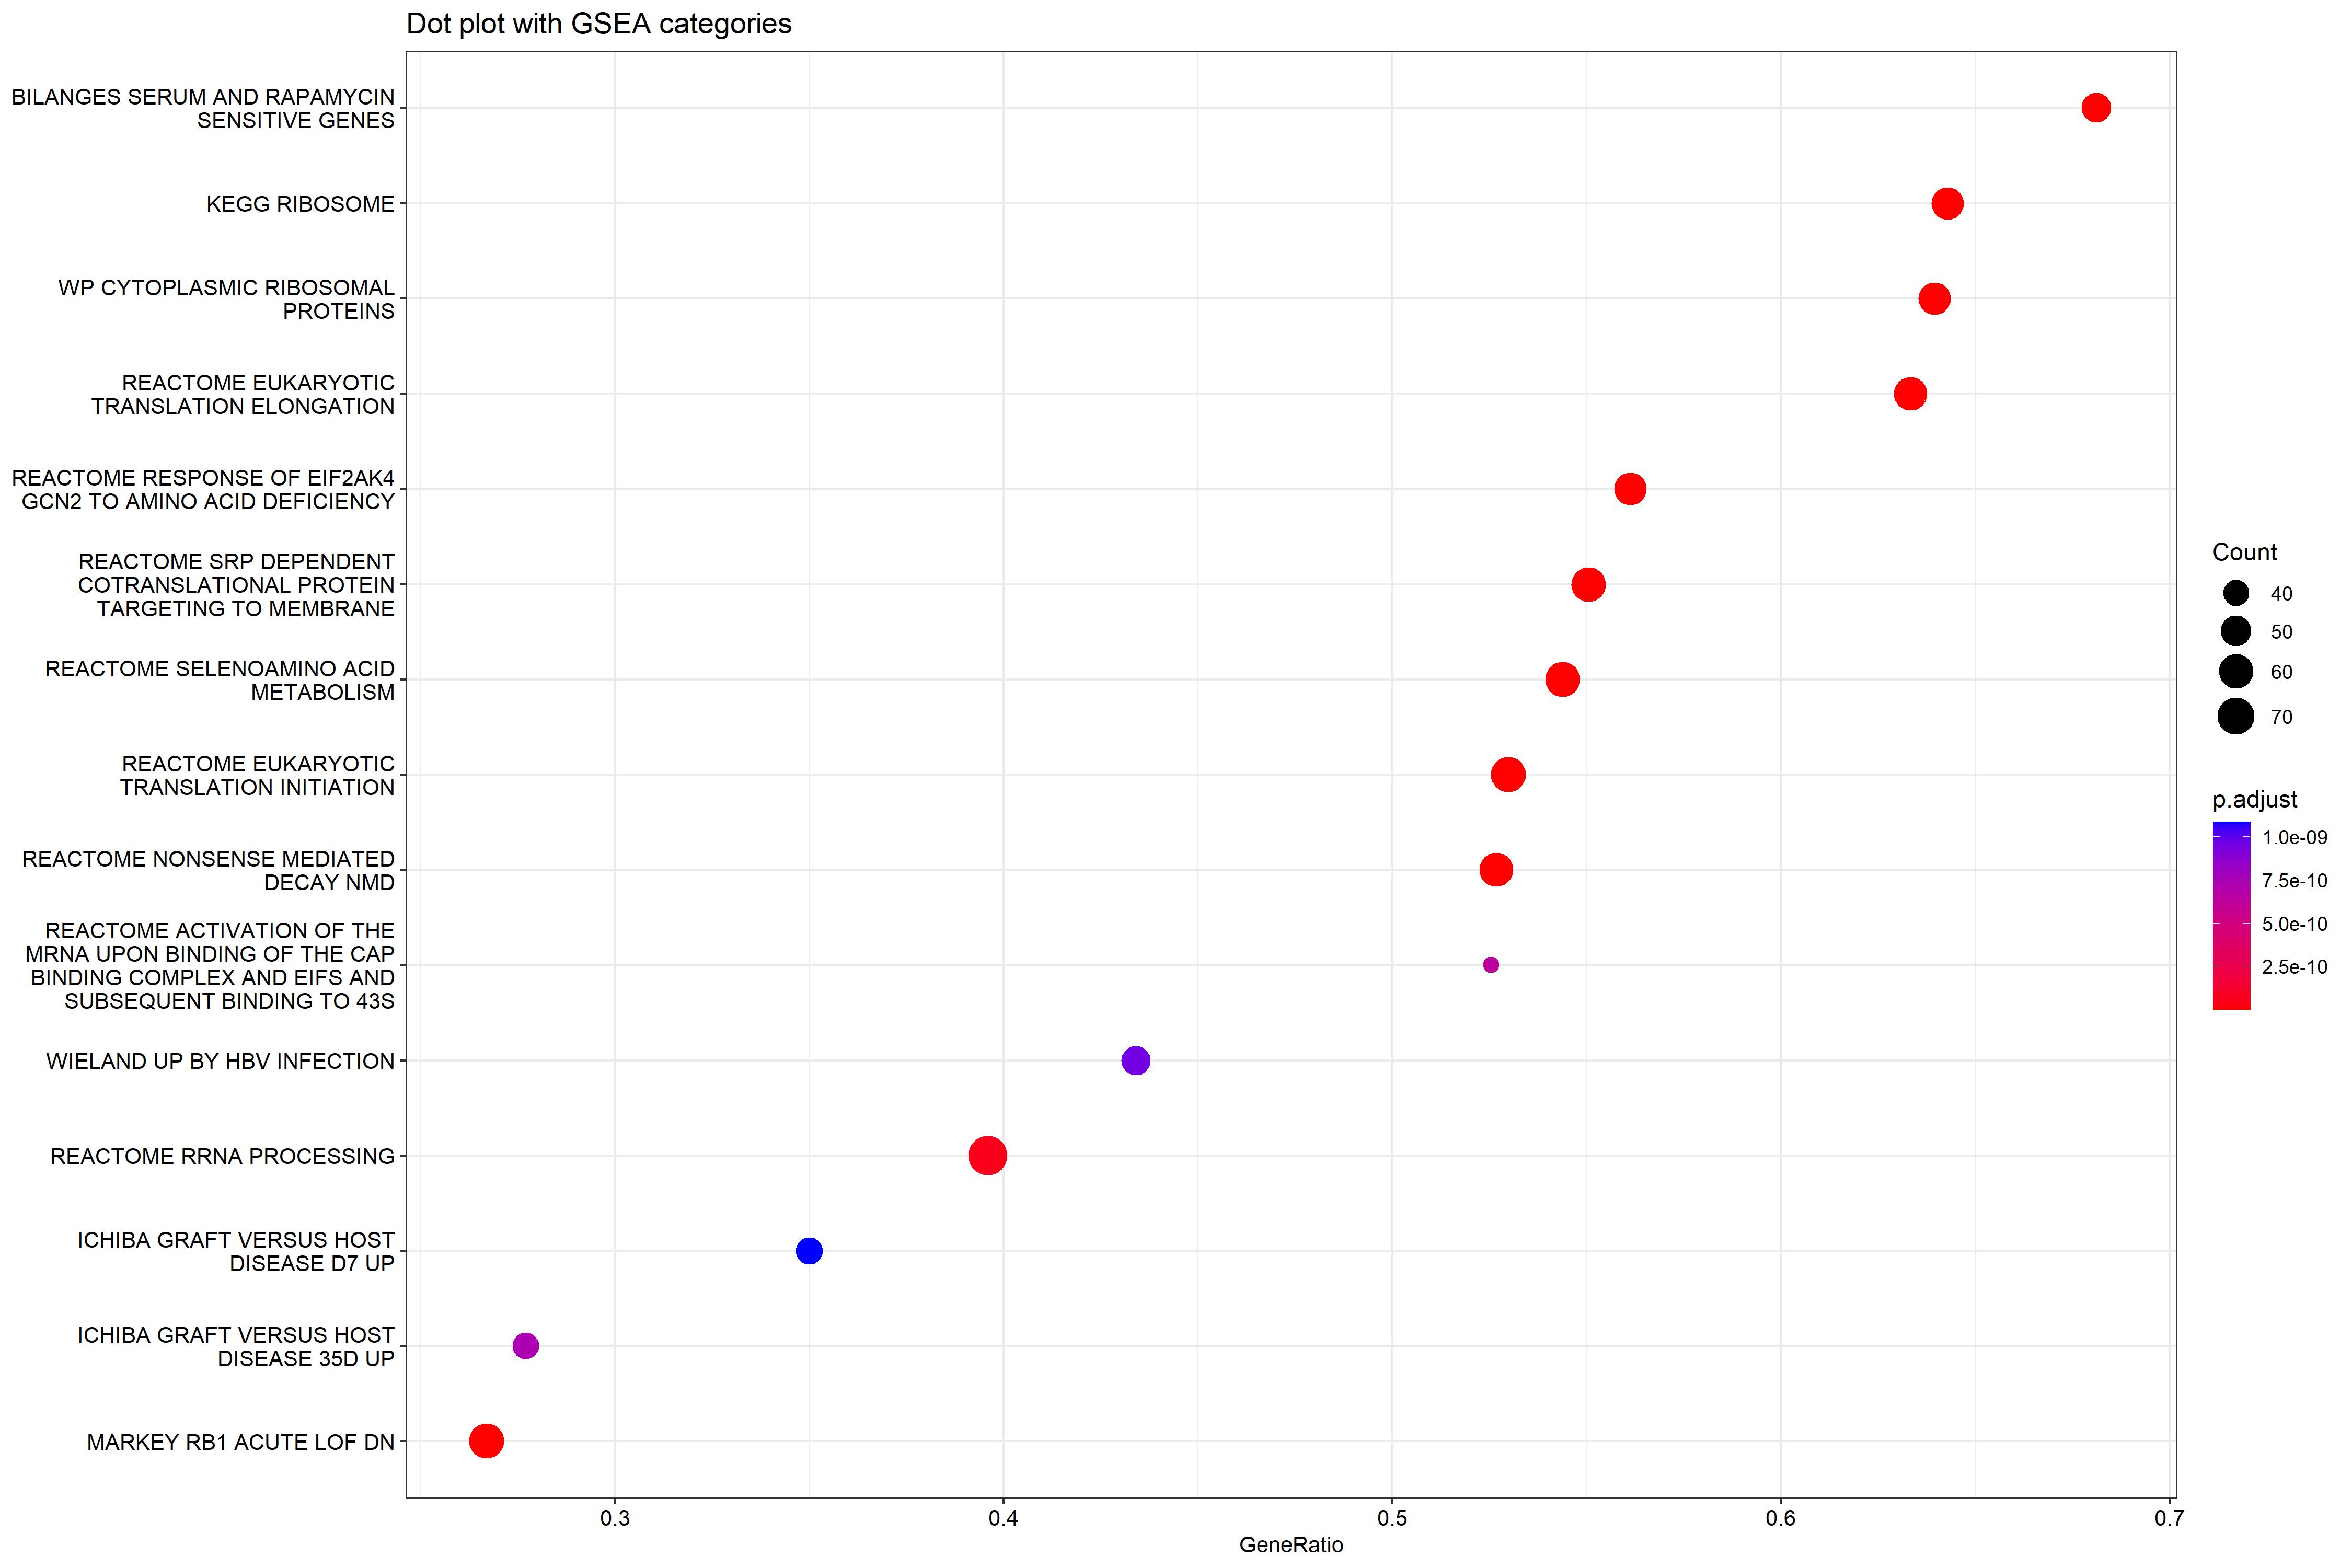 Dot plot with GSEA categories
BILANGES SERUM AND RAPAMYCIN
SENSITIVE GENES
KEGG RIBOSOME
WP CYTOPLASMIC RIBOSOMAL
PROTEINS
REACTOME EUKARYOTIC
TRANSLATION ELONGATION
REACTOME RESPONSE OF EIF2AK4
GCN2 TO AMINO ACID DEFICIENCY
REACTOME SRP DEPENDENT
COTRANSLATIONAL PROTEIN
TARGETING TO MEMBRANE
REACTOME SELENOAMINO ACID
METABOLISM
REACTOME EUKARYOTIC
TRANSLATION INITIATION
REACTOME NONSENSE MEDIATED
DECAY NMD
REACTOME ACTIVATION OF THE
MRNA UPON BINDING OF THE CAP
BINDING COMPLEX AND EIFS AND
SUBSEQUENT BINDING TO 43S
WIELAND UP BY HBV INFECTION
REACTOME RRNA PROCESSING
ICHIBA GRAFT VERSUS HOST
DISEASE D7 UP
ICHIBA GRAFT VERSUS HOST
DISEASE 35D UP
MARKEY RB1 ACUTE LOF DN
0.3 0.4 0.5 0.6 0.7
GeneRatio
Count
40
50
60
70
p.adjust
1.0e-09
7.5e-10
5.0e-10
2.5e-10